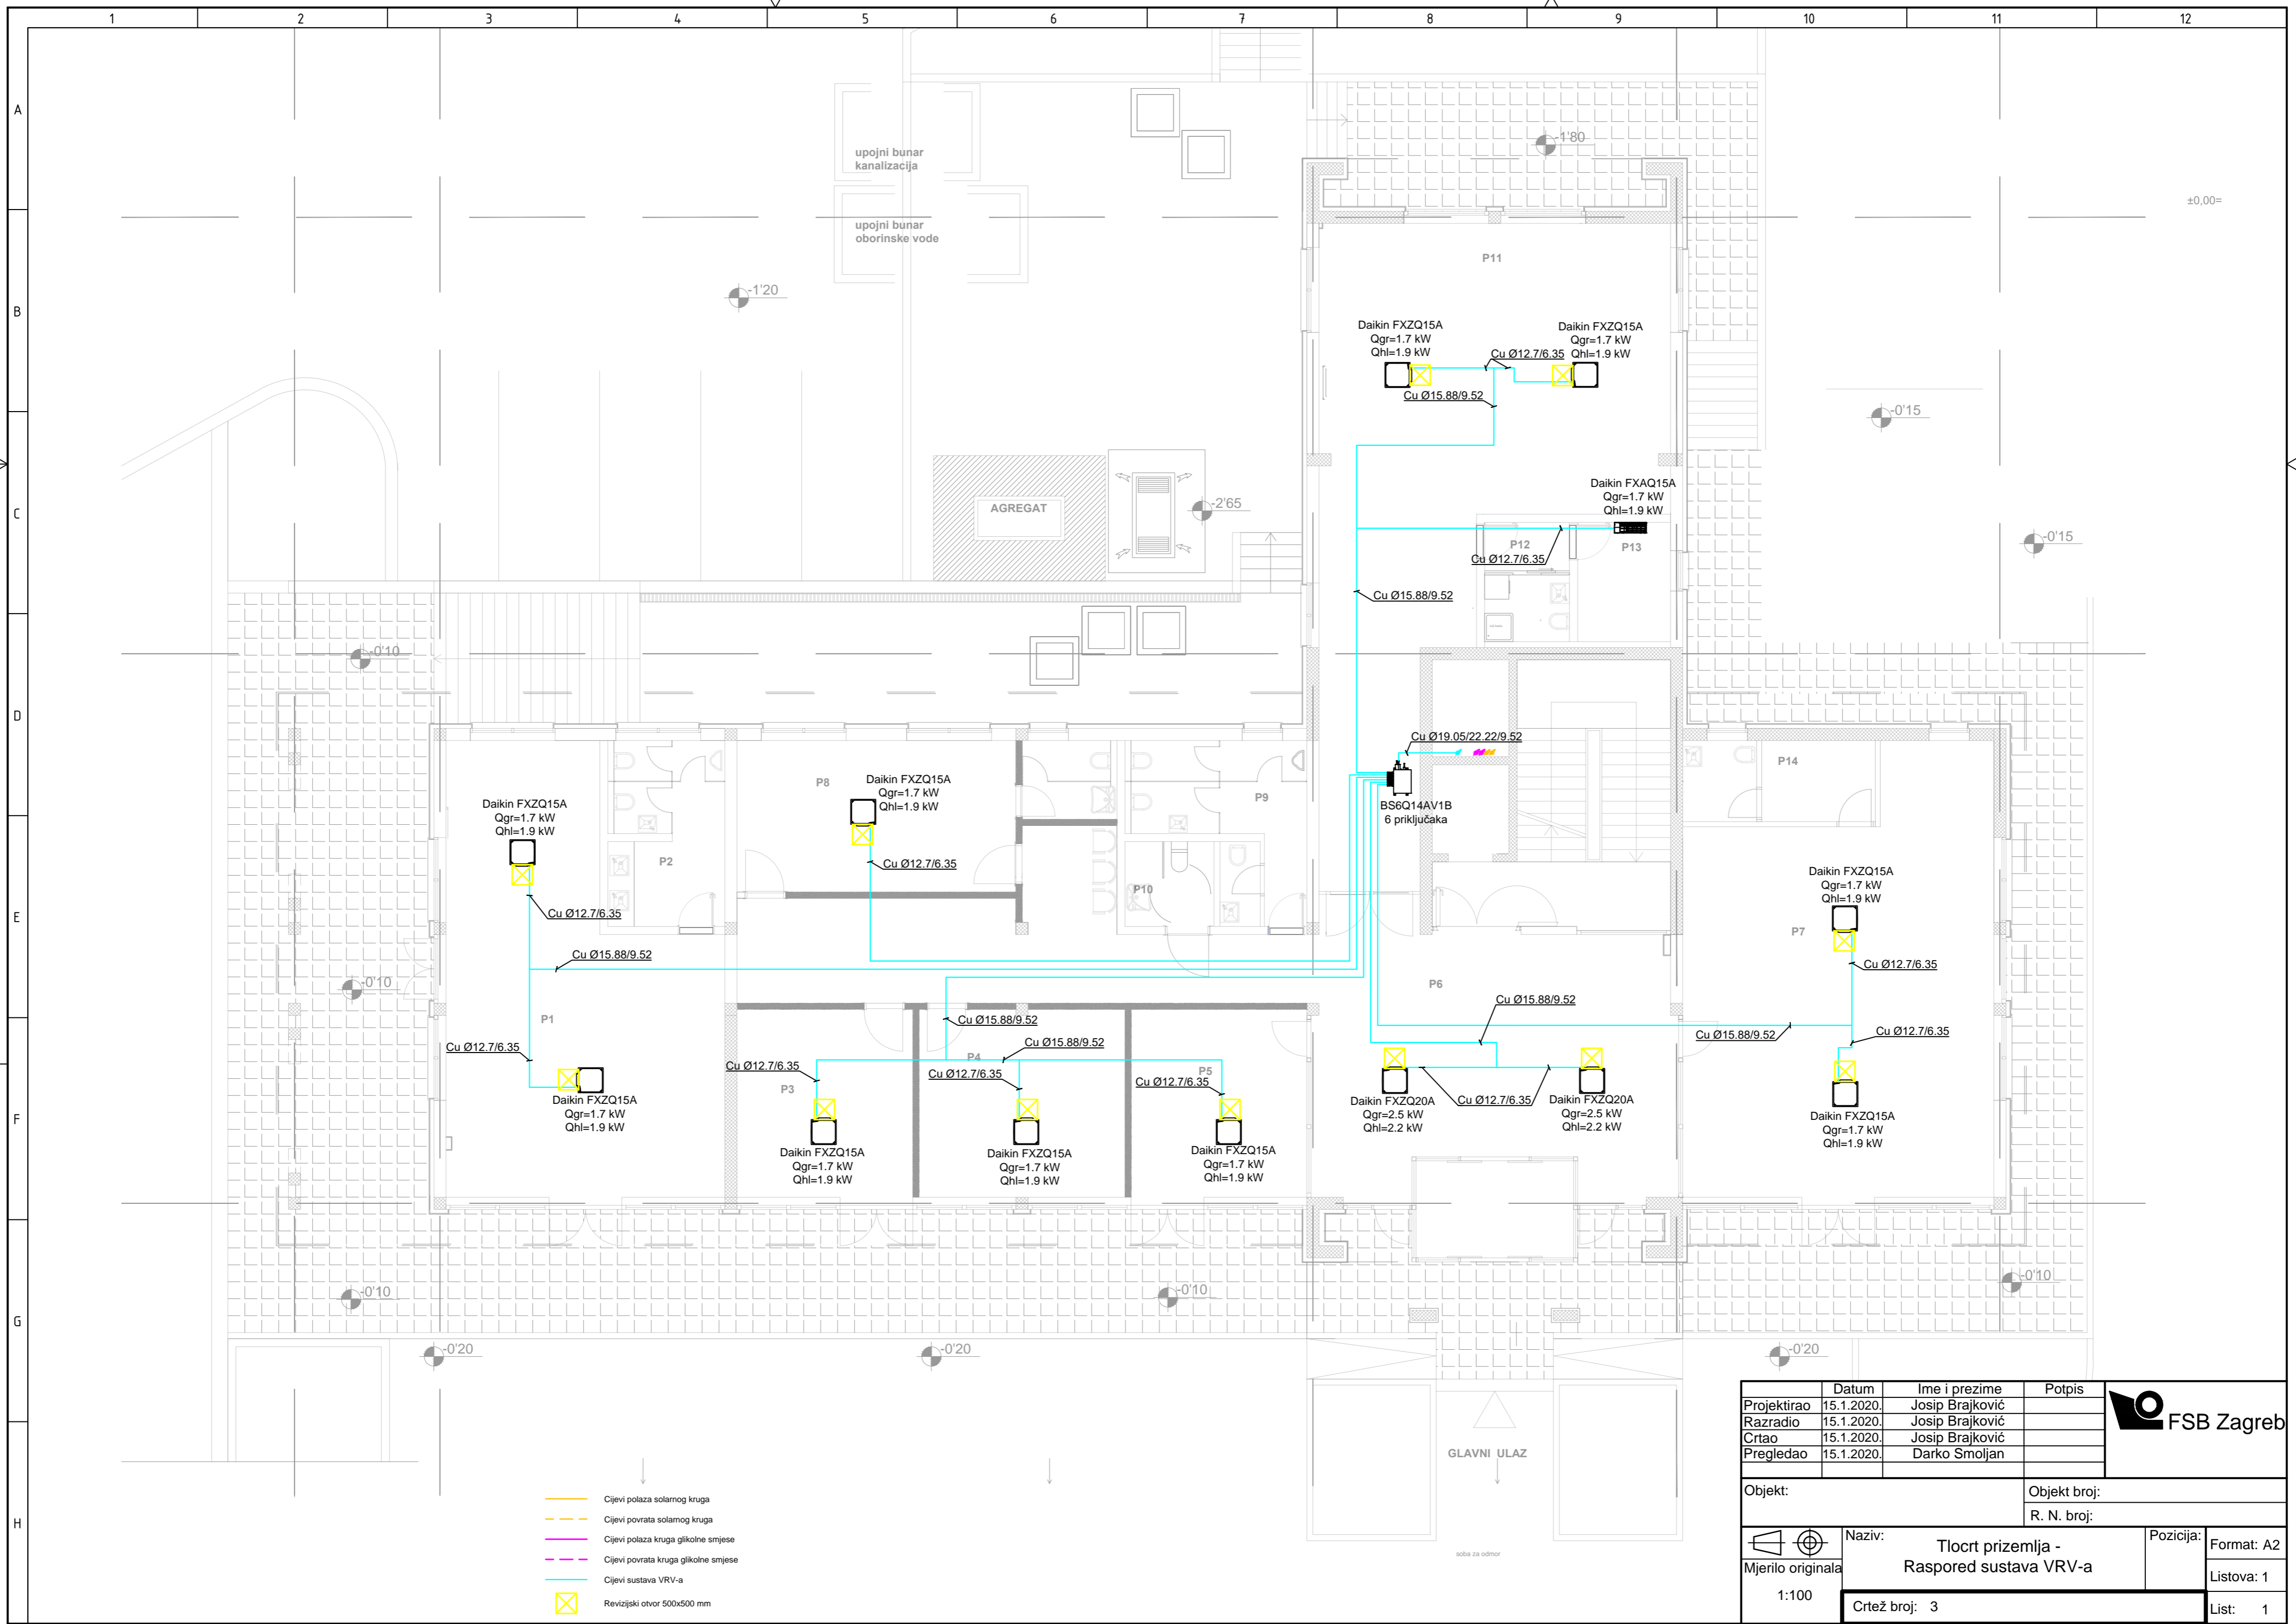 1 2 3 4 5 6 7 8 9 10 11 12
A
B
C
D
E
F
G
H
upojni bunar
kanalizacija
upojni bunar
oborinske vode
-1'80
±0,00=
-1'20
P11
Daikin FXZQ15A
Qgr=1.7 kW
Qhl=1.9 kW
Daikin FXZQ15A
Qgr=1.7 kW
Qhl=1.9 kW
Cu Ø12.7/6.35
Cu Ø15.88/9.52
-0'15
AGREGAT
-2'65
Daikin FXAQ15A
Qgr=1.7 kW
Qhl=1.9 kW
P12
P13
Cu Ø12.7/6.35
-0'15
Cu Ø15.88/9.52
-0'10
Cu Ø19.05/22.22/9.52
BS6Q14AV1B
6 priključaka
P14
P8
Daikin FXZQ15A
Qgr=1.7 kW
Qhl=1.9 kW
P9
Daikin FXZQ15A
Qgr=1.7 kW
Qhl=1.9 kW
P2
Cu Ø12.7/6.35
P10
Daikin FXZQ15A
Qgr=1.7 kW
Qhl=1.9 kW
Cu Ø12.7/6.35
P7
Cu Ø15.88/9.52
Cu Ø12.7/6.35
-0'10
P6
Cu Ø15.88/9.52
P1
Cu Ø15.88/9.52
Cu Ø15.88/9.52
Cu Ø12.7/6.35
Cu Ø12.7/6.35
Cu Ø15.88/9.52
P4
Cu Ø12.7/6.35
Cu Ø12.7/6.35
P5
Cu Ø12.7/6.35
P3
Daikin FXZQ15A
Qgr=1.7 kW
Qhl=1.9 kW
Daikin FXZQ20A
Qgr=2.5 kW
Qhl=2.2 kW
Cu Ø12.7/6.35
Daikin FXZQ20A
Qgr=2.5 kW
Qhl=2.2 kW
Daikin FXZQ15A
Qgr=1.7 kW
Qhl=1.9 kW
Daikin FXZQ15A
Qgr=1.7 kW
Qhl=1.9 kW
Daikin FXZQ15A
Qgr=1.7 kW
Qhl=1.9 kW
Daikin FXZQ15A
Qgr=1.7 kW
Qhl=1.9 kW
-0'10
-0'10
-0'10
-0'20
-0'20
-0'20
GLAVNI ULAZ
soba za odmor
Cijevi polaza solarnog kruga
Cijevi povrata solarnog kruga
Cijevi polaza kruga glikolne smjese
Cijevi povrata kruga glikolne smjese
Cijevi sustava VRV-a
Revizijski otvor 500x500 mm
Datum Ime i prezime Potpis
Projektirao 15.1.2020. Josip Brajković
Razradio 15.1.2020. Josip Brajković
Crtao 15.1.2020. Josip Brajković
Pregledao 15.1.2020. Darko Smoljan
FSB Zagreb
Objekt:
Objekt broj:
R. N. broj:
Naziv:
Tlocrt prizemlja -
Raspored sustava VRV-a
Pozicija:
Format: A2
Mjerilo originala
1:100
Listova: 1
Crtež broj: 3
List: 1